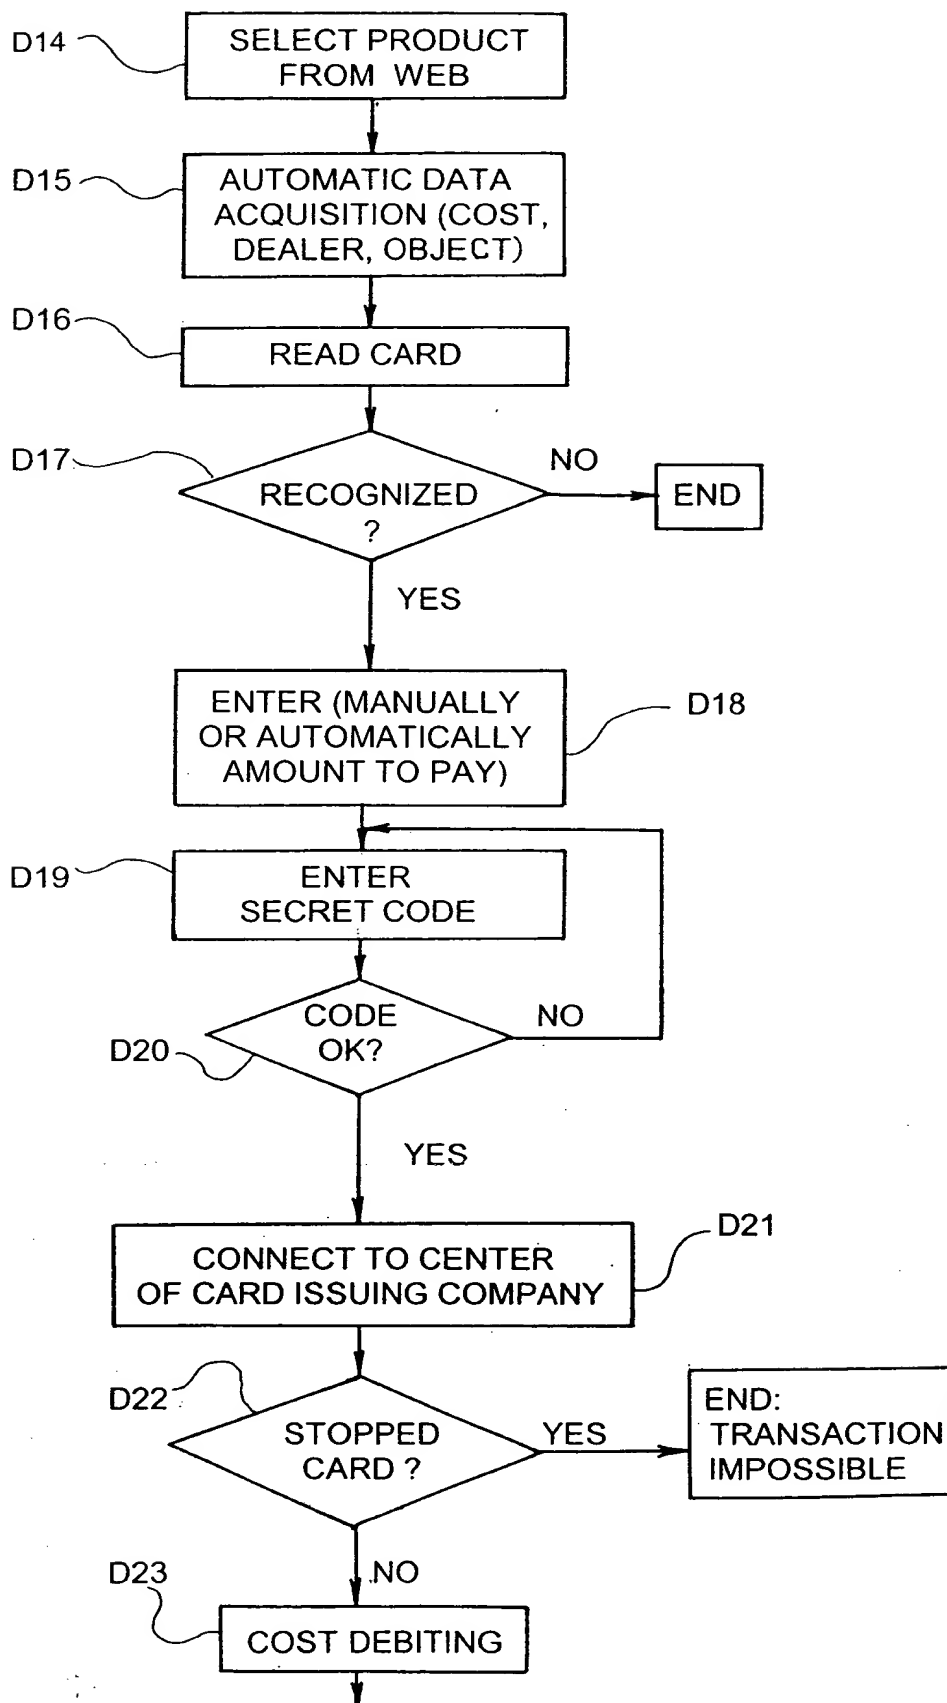 D14
SELECT PRODUCT
FROM WEB
D15
AUTOMATIC DATA
ACQUISITION (COST,
DEALER, OBJECT)
D16
READ CARD
D17
RECOGNIZED
?
NO
END
YES
ENTER (MANUALLY
OR AUTOMATICALLY
AMOUNT TO PAY)
D18
D19
ENTER
SECRET CODE
CODE
OK?
NO
D20
YES
D21
CONNECT TO CENTER
OF CARD ISSUING COMPANY
D22
STOPPED
CARD ?
YES
END:
TRANSACTION
IMPOSSIBLE
NO
D23
COST DEBITING